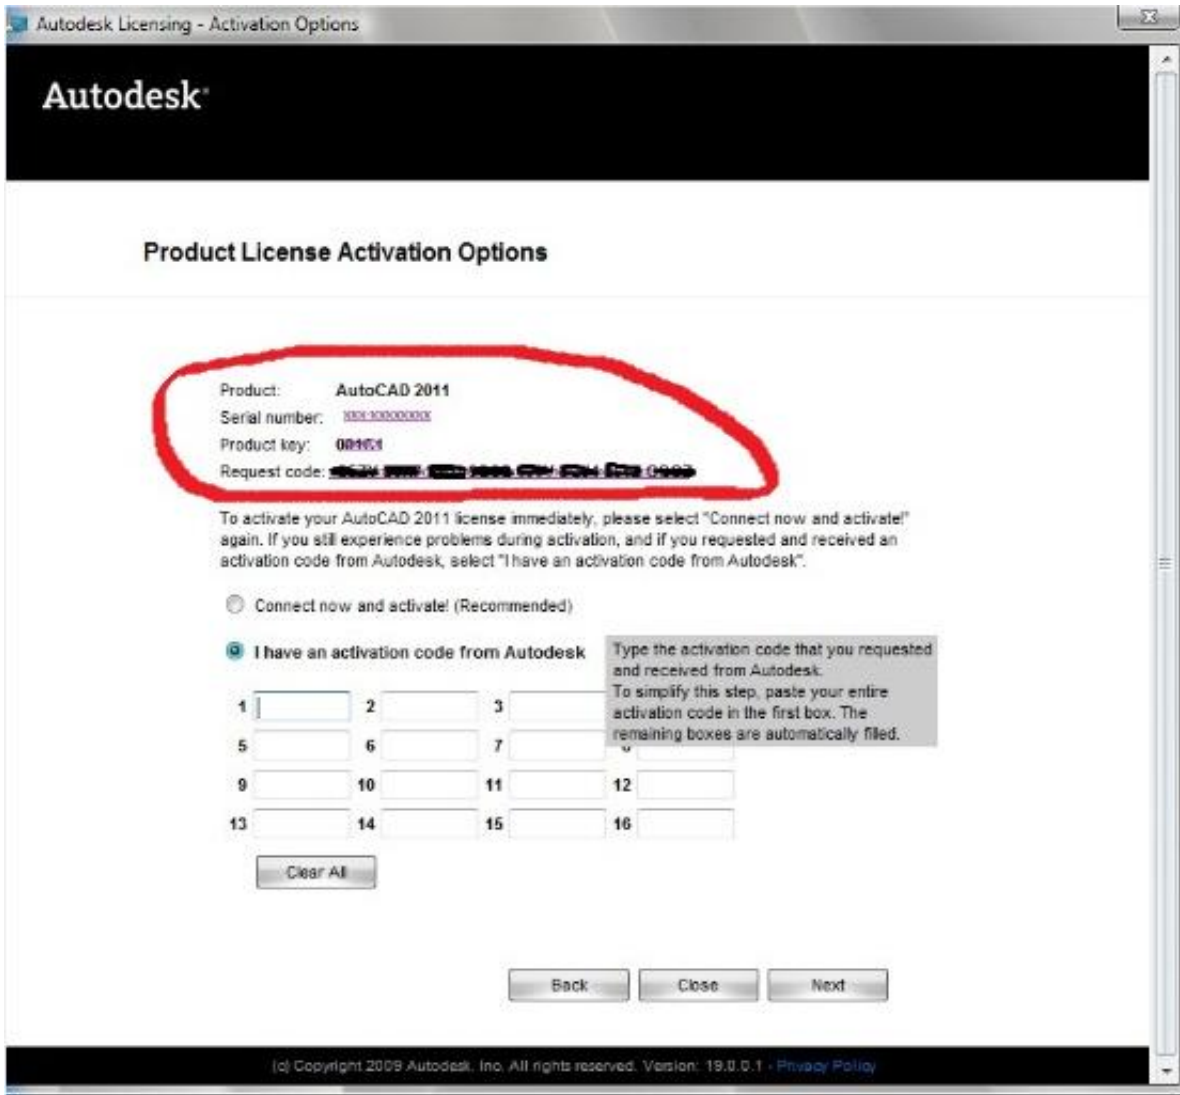 Autodesk Licensing - Activation Options
Autodesk
Product License Activation Options
Product: AutoCAD 2011
Serial number: XXX-XXXXXXXX
Product key:
Request code:
To activate your AutoCAD 2011 license immediately, please select "Connect now and activate!"
again. If you still experience problems during activation, and if you requested and received an
activation code from Autodesk, select "I have an activation code from Autodesk".
Connect now and activate! (Recommended)
I have an activation code from Autodesk
Type the activation code that you requested
and received from Autodesk.
To simplify this step, paste your entire
activation code in the first box. The
remaining boxes are automatically filled.
1 2 3
5 6 7
9 10 11 12
13 14 15 16
Clear All
Back Close Next
(c) Copyright 2009 Autodesk, Inc. All rights reserved. Version: 19.0.0.1 - Privacy Policy